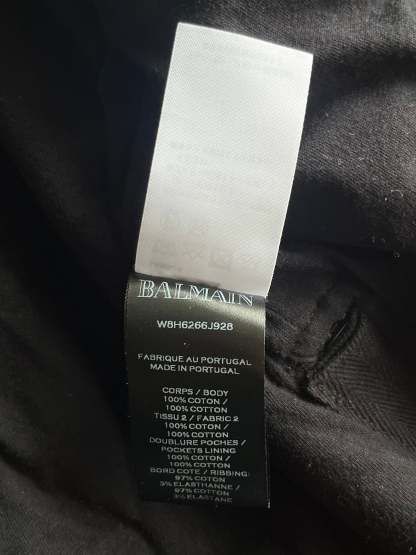 BALMAIN
W8H6266J928
FABRIQUE AU PORTUGAL
MADE IN PORTUGAL
CORPS / BODY
100% COTON /
100% COTTON
TISSU 2 / FABRIC 2
100% COTON /
100% COTTON
DOUBLURE POCHES /
POCKETS LINING
100% COTON /
100% COTTON
BORD COTE / RIBBING:
97% COTON
3% ELASTHANNE /
97% COTTON
3% ELASTANE